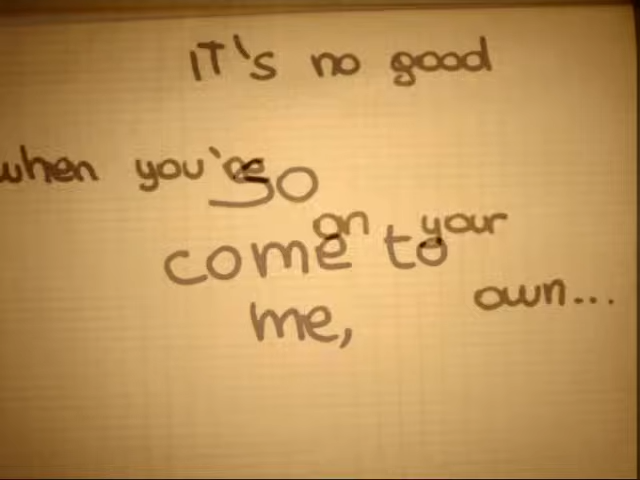 IT's no good
when you're
so
on your
come to
own...
me,